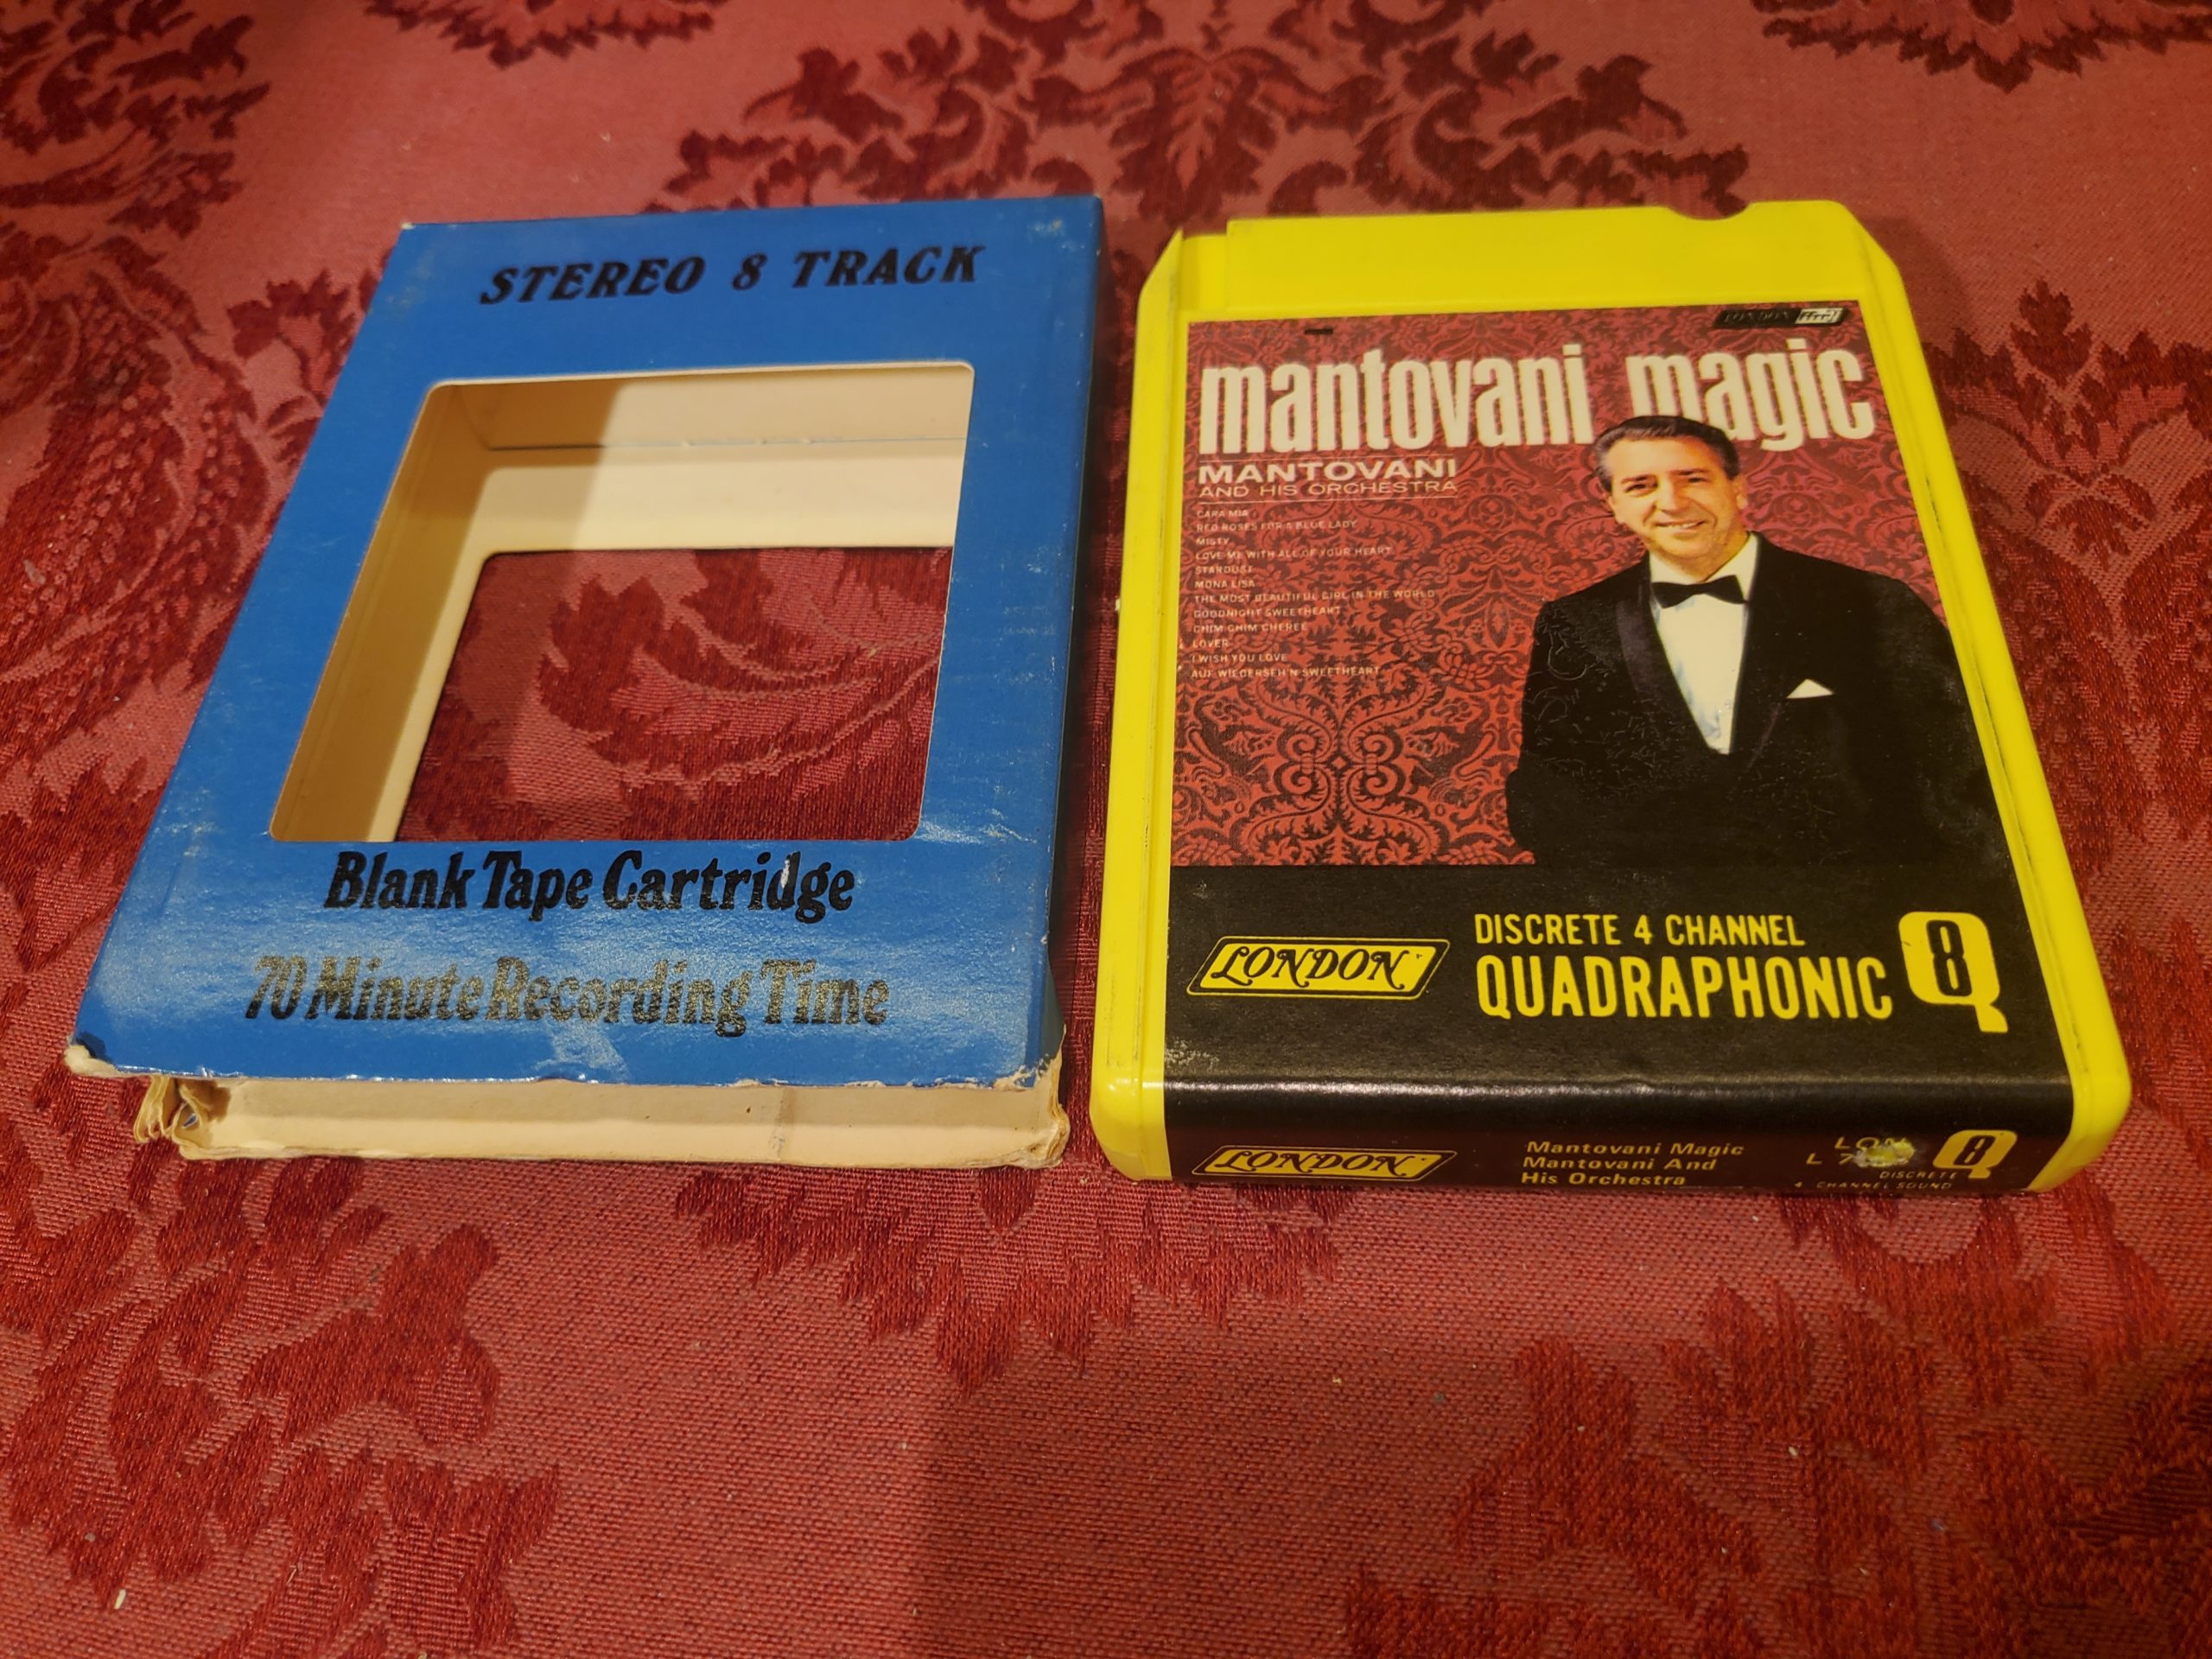 STEREO 8 TRACK
Blank Tape Cartridge
70 Minute Recording Time
LONDON ffrr
mantovani magic
MANTOVANI
AND HIS ORCHESTRA
CARA MIA
RED ROSES FOR A BLUE LADY
MISTY
LOVE ME WITH ALL OF YOUR HEART
STARDUST
MONA LISA
THE MOST BEAUTIFUL GIRL IN THE WORLD
GOODNIGHT SWEETHEART
CHIM CHIM CHEREE
LOVER
I WISH YOU LOVE
AUF WIEDERSEH'N SWEETHEART
LONDON
DISCRETE 4 CHANNEL
QUADRAPHONIC
Q8
LONDON
Mantovani Magic
Mantovani And
His Orchestra
LON
L
Q8
DISCRETE
4 CHANNEL SOUND